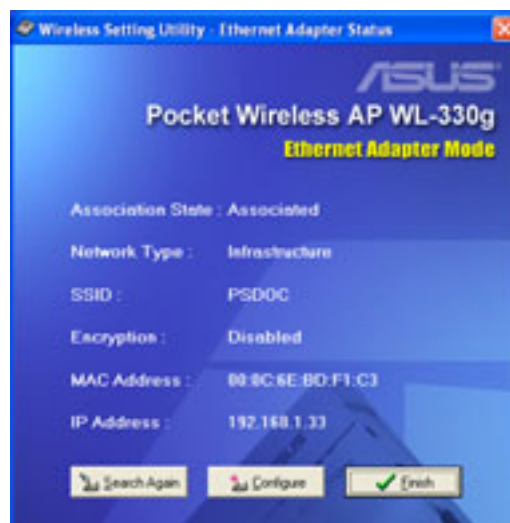 Wireless Setting Utility - Ethernet Adapter Status
ASUS
Pocket Wireless AP WL-330g
Ethernet Adapter Mode
Association State : Associated
Network Type : Infrastructure
SSID : PSDOC
Encryption : Disabled
MAC Address : 00:0C:6E:BD:F1:C3
IP Address : 192.168.1.33
Search Again Configure Finish